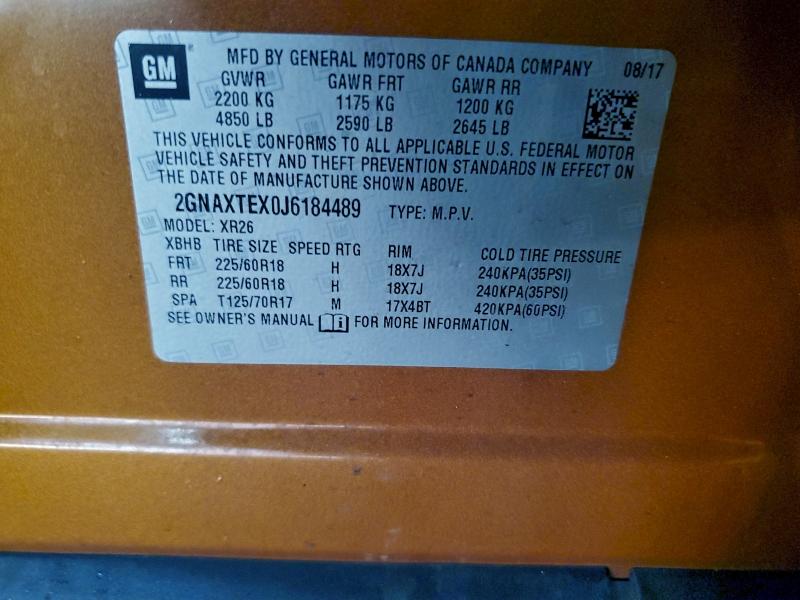 GM
MFD BY GENERAL MOTORS OF CANADA COMPANY 08/17
GVWR GAWR FRT GAWR RR
2200 KG 1175 KG 1200 KG
4850 LB 2590 LB 2645 LB
THIS VEHICLE CONFORMS TO ALL APPLICABLE U.S. FEDERAL MOTOR
VEHICLE SAFETY AND THEFT PREVENTION STANDARDS IN EFFECT ON
THE DATE OF MANUFACTURE SHOWN ABOVE.
2GNAXTEX0J6184489 TYPE: M.P.V.
MODEL: XR26
XBHB TIRE SIZE SPEED RTG RIM COLD TIRE PRESSURE
FRT 225/60R18 H 18X7J 240KPA(35PSI)
RR 225/60R18 H 18X7J 240KPA(35PSI)
SPA T125/70R17 M 17X4BT 420KPA(60PSI)
SEE OWNER'S MANUAL FOR MORE INFORMATION.